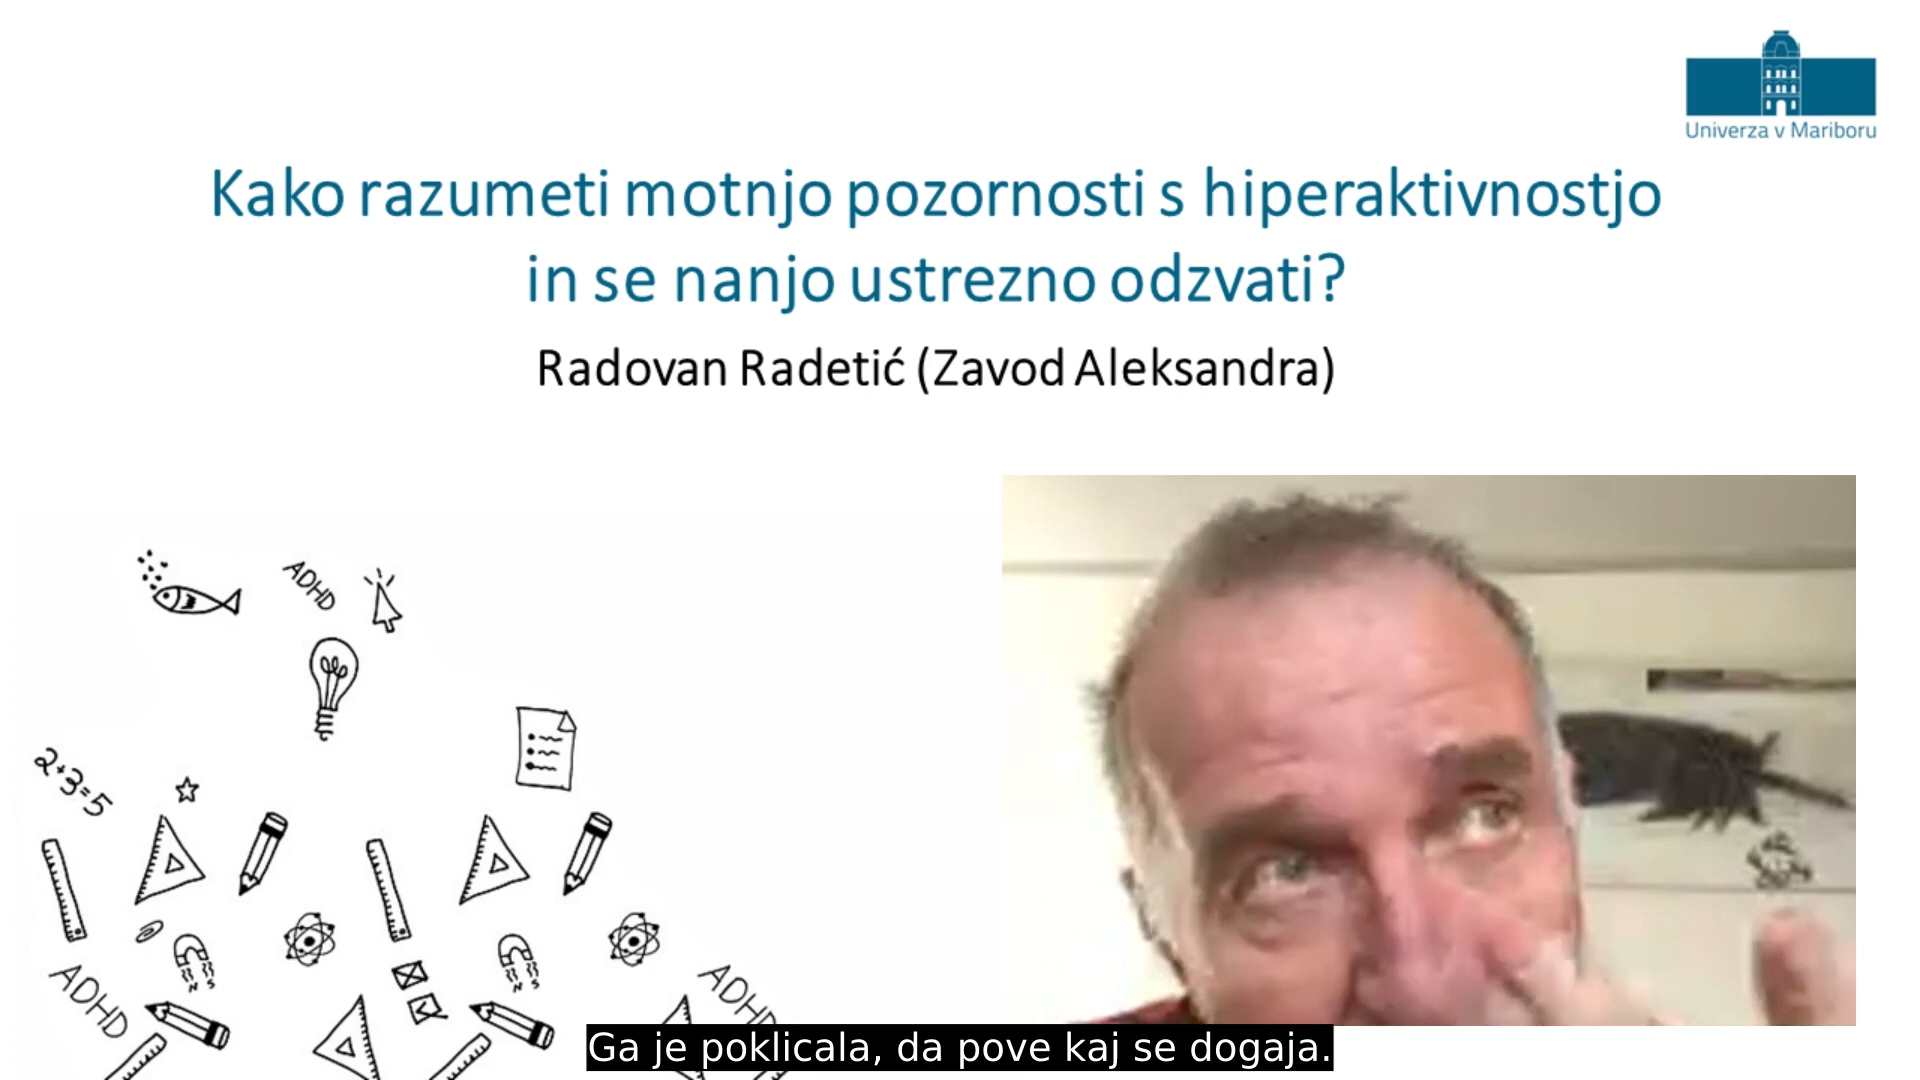 Univerza v Mariboru
Kako razumeti motnjo pozornosti s hiperaktivnostjo
in se nanjo ustrezno odzvati?
Radovan Radetić (Zavod Aleksandra)
ADHD
2+3=5
ADHD
ADHD
Ga je poklicala, da pove kaj se dogaja.